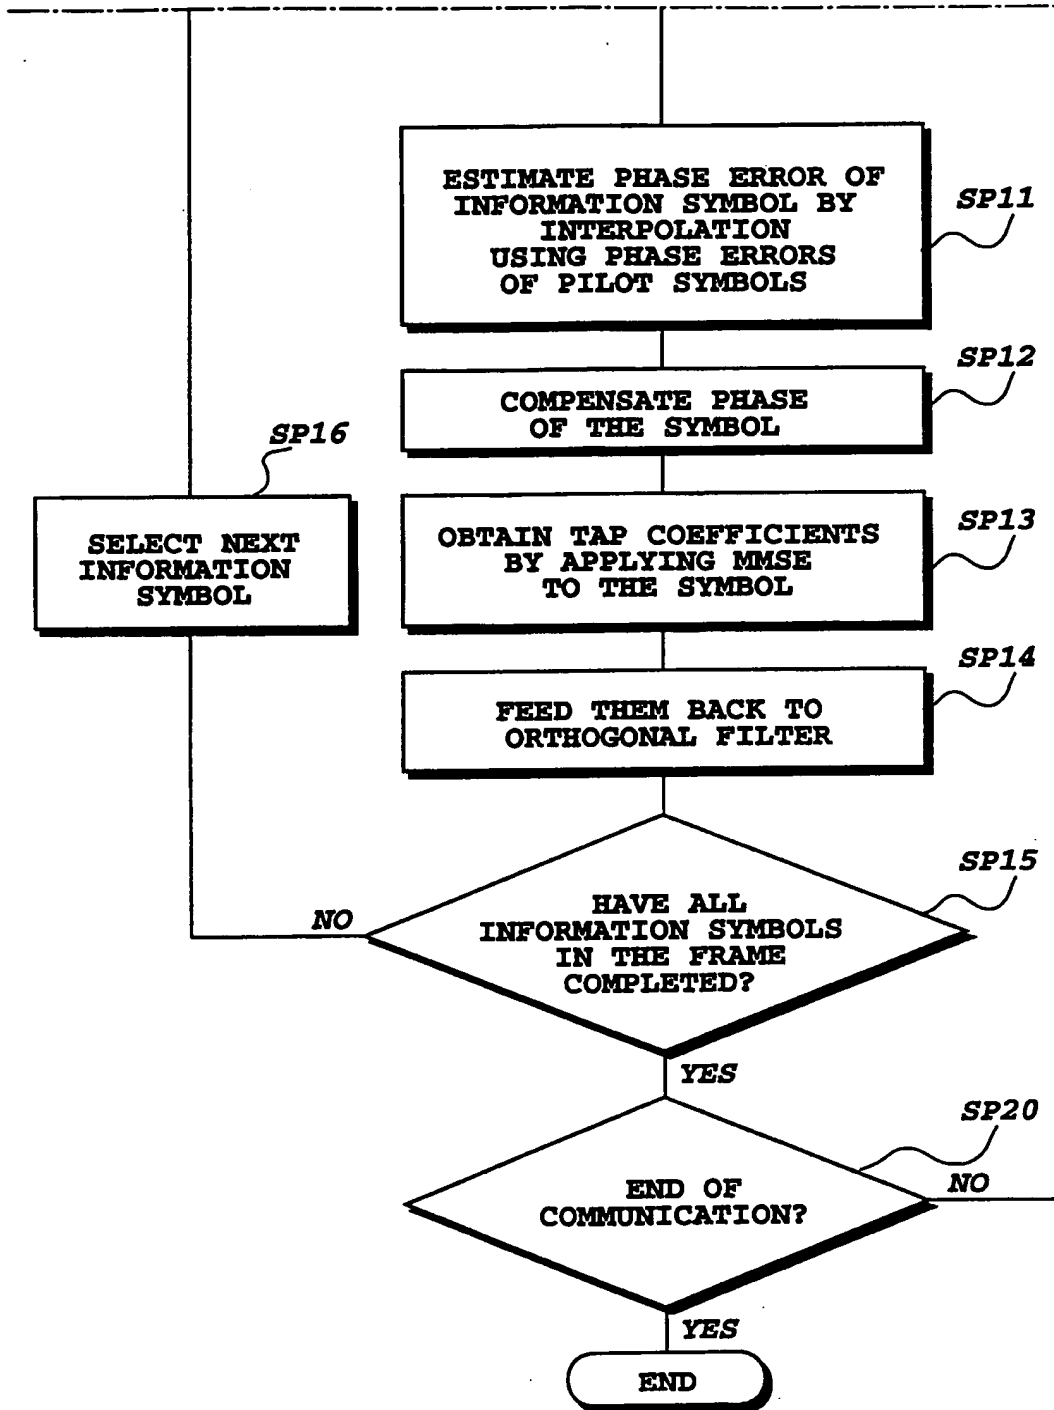 ESTIMATE PHASE ERROR OF
INFORMATION SYMBOL BY
INTERPOLATION
USING PHASE ERRORS
OF PILOT SYMBOLS
SP11
COMPENSATE PHASE
OF THE SYMBOL
SP12
SP16
SELECT NEXT
INFORMATION
SYMBOL
OBTAIN TAP COEFFICIENTS
BY APPLYING MMSE
TO THE SYMBOL
SP13
FEED THEM BACK TO
ORTHOGONAL FILTER
SP14
HAVE ALL
INFORMATION SYMBOLS
IN THE FRAME
COMPLETED?
SP15
NO
YES
END OF
COMMUNICATION?
SP20
NO
YES
END